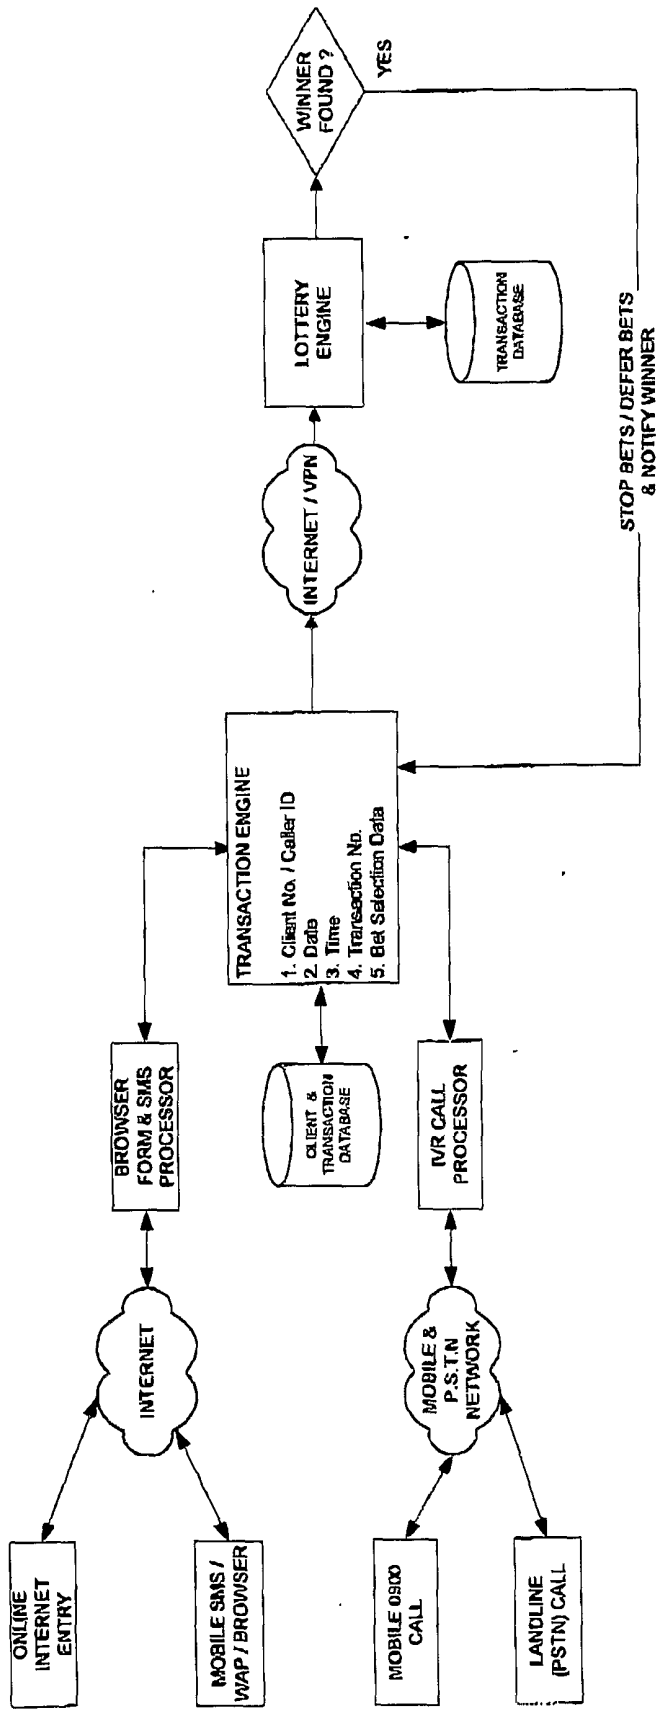 ONLINE
INTERNET
ENTRY
MOBILE SMS /
WAP / BROWSER
MOBILE 0900
CALL
LANDLINE
(PSTN) CALL
INTERNET
MOBILE &
P.S.T.N
NETWORK
BROWSER
FORM & SMS
PROCESSOR
CLIENT &
TRANSACTION
DATABASE
IVR CALL
PROCESSOR
TRANSACTION ENGINE
1. Client No. / Caller ID
2. Date
3. Time
4. Transaction No.
5. Bet Selection Data
INTERNET / VPN
LOTTERY
ENGINE
TRANSACTION
DATABASE
WINNER
FOUND ?
YES
STOP BETS / DEFER BETS
& NOTIFY WINNER